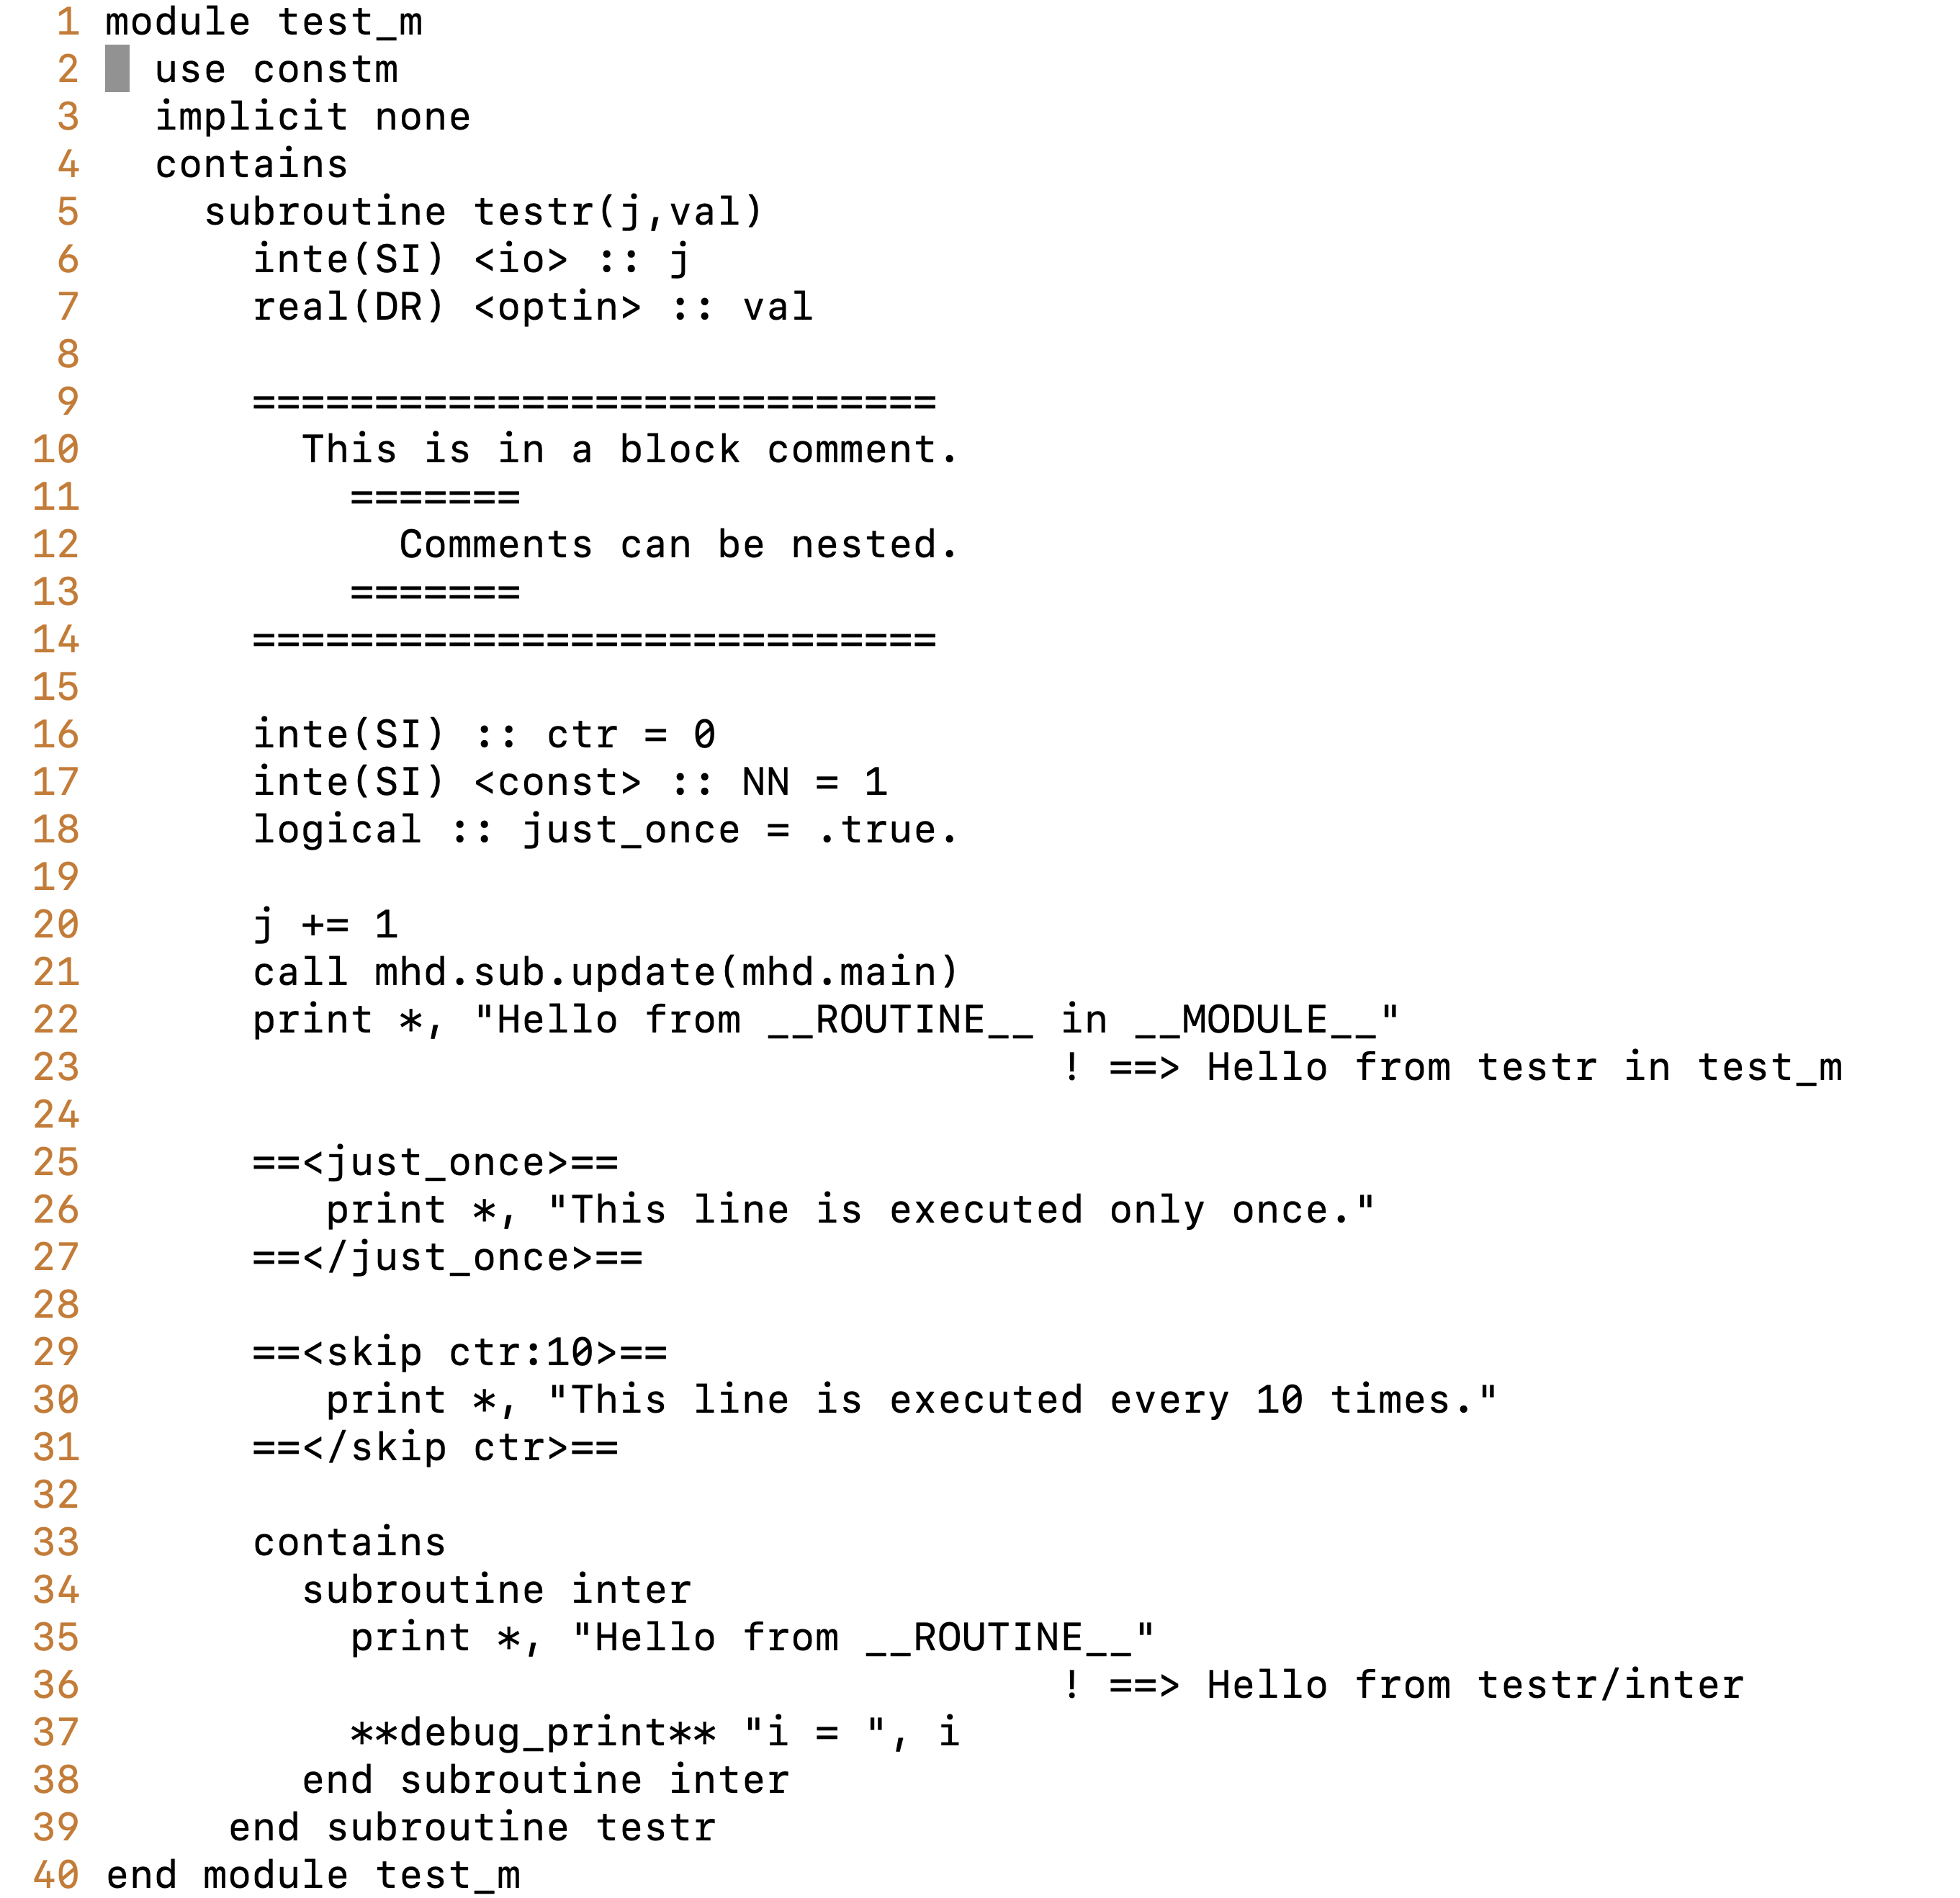 1 module test_m
2   use constm
3   implicit none
4   contains
5     subroutine testr(j,val)
6       inte(SI) <io> :: j
7       real(DR) <optin> :: val
8
9       ============================
10         This is in a block comment.
11           =======
12             Comments can be nested.
13           =======
14       ============================
15
16       inte(SI) :: ctr = 0
17       inte(SI) <const> :: NN = 1
18       logical :: just_once = .true.
19
20       j += 1
21       call mhd.sub.update(mhd.main)
22       print *, "Hello from __ROUTINE__ in __MODULE__"
23                                        ! ==> Hello from testr in test_m
24
25       ==<just_once>==
26          print *, "This line is executed only once."
27       ==</just_once>==
28
29       ==<skip ctr:10>==
30          print *, "This line is executed every 10 times."
31       ==</skip ctr>==
32
33       contains
34         subroutine inter
35           print *, "Hello from __ROUTINE__"
36                                        ! ==> Hello from testr/inter
37           **debug_print** "i = ", i
38         end subroutine inter
39      end subroutine testr
40 end module test_m